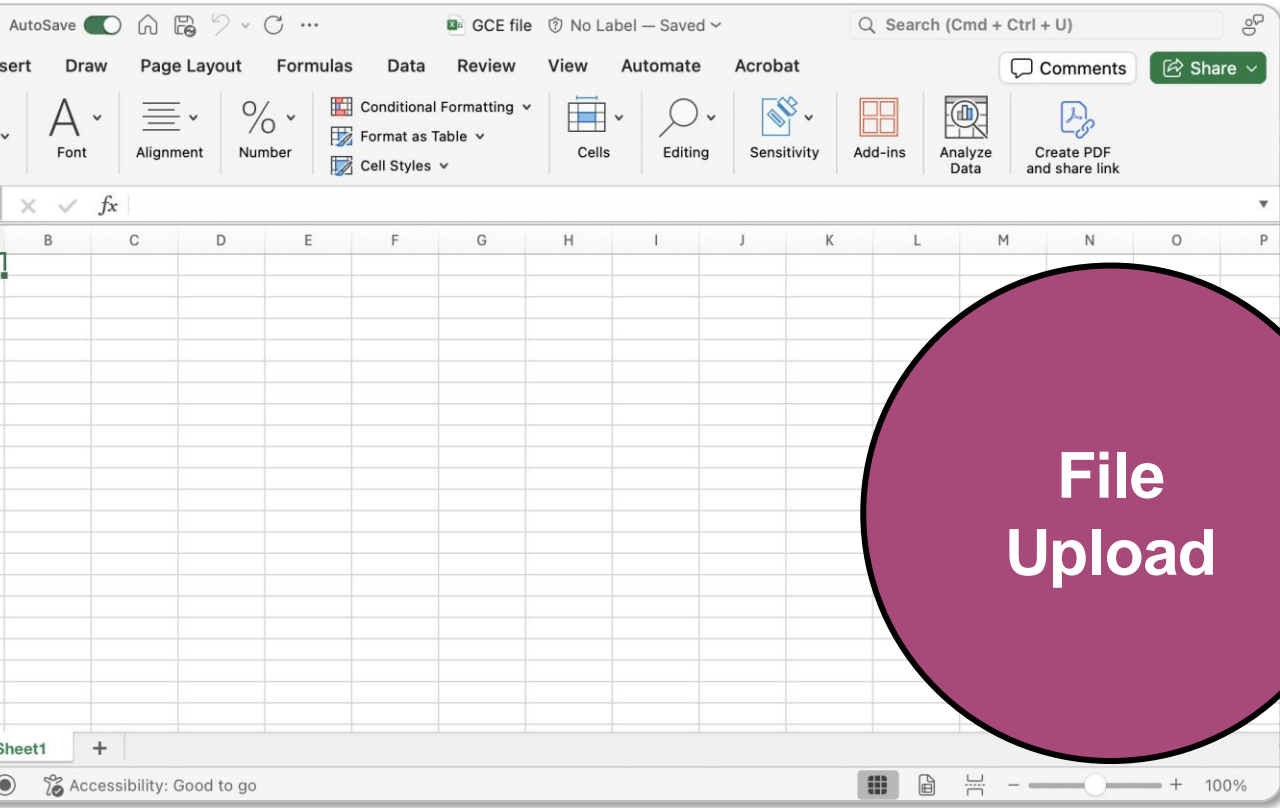 AutoSave
GCE file
No Label — Saved
Search (Cmd + Ctrl + U)
sert Draw Page Layout Formulas Data Review View Automate Acrobat
Comments
Share
Font
Alignment
%
Number
Conditional Formatting
Format as Table
Cell Styles
Cells
Editing
Sensitivity
Add-ins
Analyze
Data
Create PDF
and share link
fx
B C D E F G H I J K L M N O P
File
Upload
Sheet1 +
Accessibility: Good to go
− + 100%